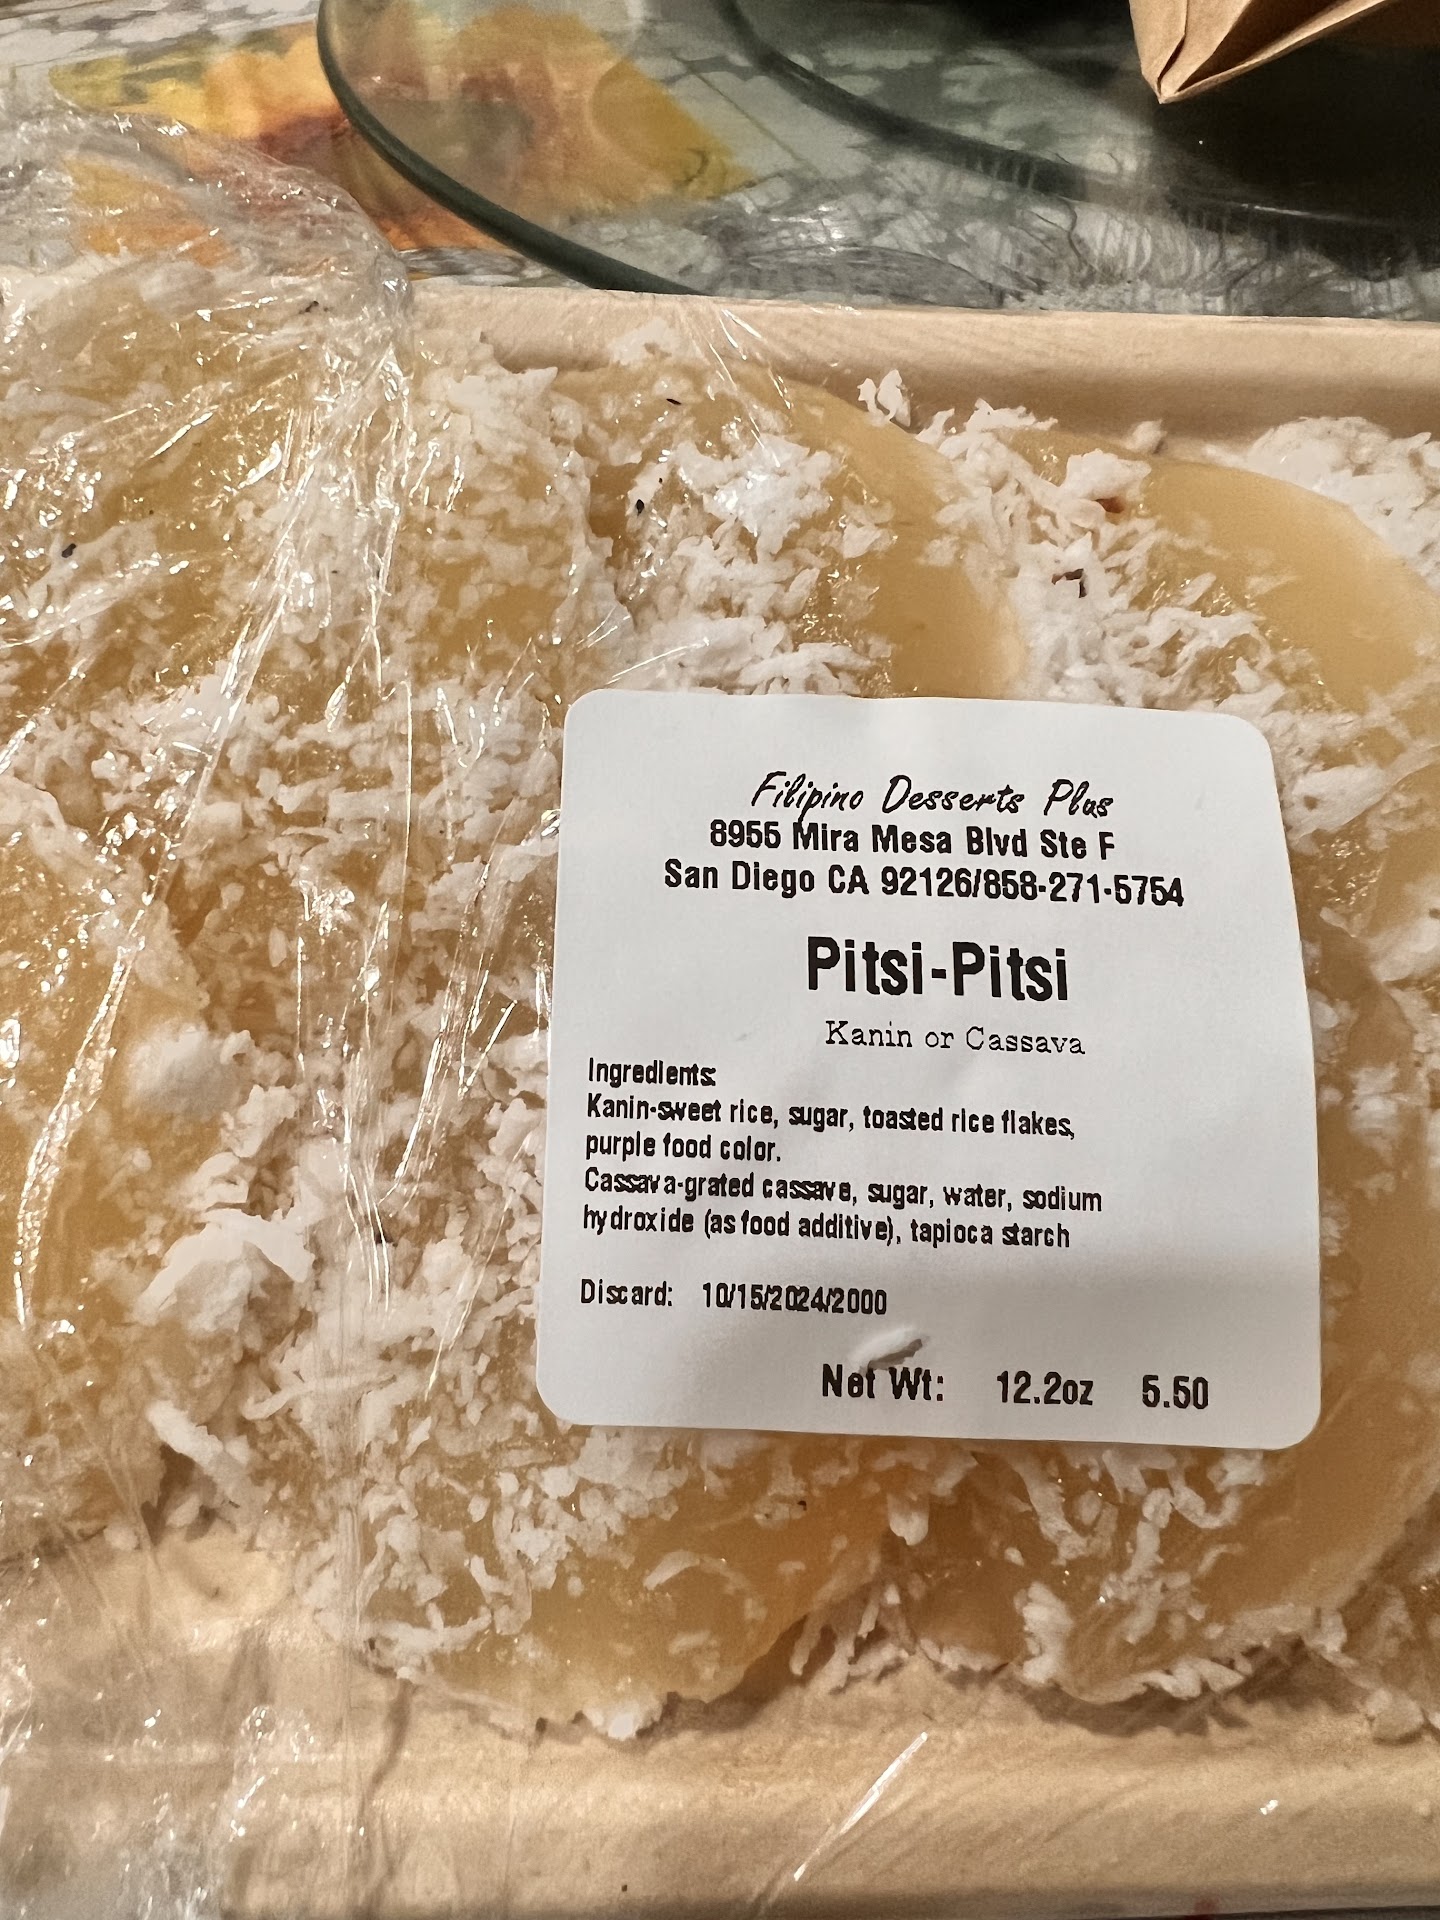 Filipino Desserts Plus
8955 Mira Mesa Blvd Ste F
San Diego CA 92126/858-271-5754
Pitsi-Pitsi
Kanin or Cassava
Ingredients:
Kanin-sweet rice, sugar, toasted rice flakes,
purple food color.
Cassava-grated cassave, sugar, water, sodium
hydroxide (as food additive), tapioca starch
Discard: 10/15/2024/2000
Net Wt: 12.2oz 5.50